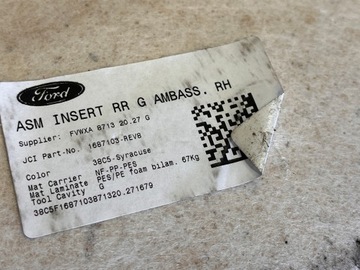 Ford
ASM INSERT RR G AMBASS. RH
Supplier: FVWXA 8713 20.27 G
JCI Part-No. 1687103-REVB
Color 38C5-Syracuse
Mat Carrier NF-PP-PES
Mat Laminate PES/PE foam bilam. 67Kg
Tool Cavity G
38C5F1687103871320.271679